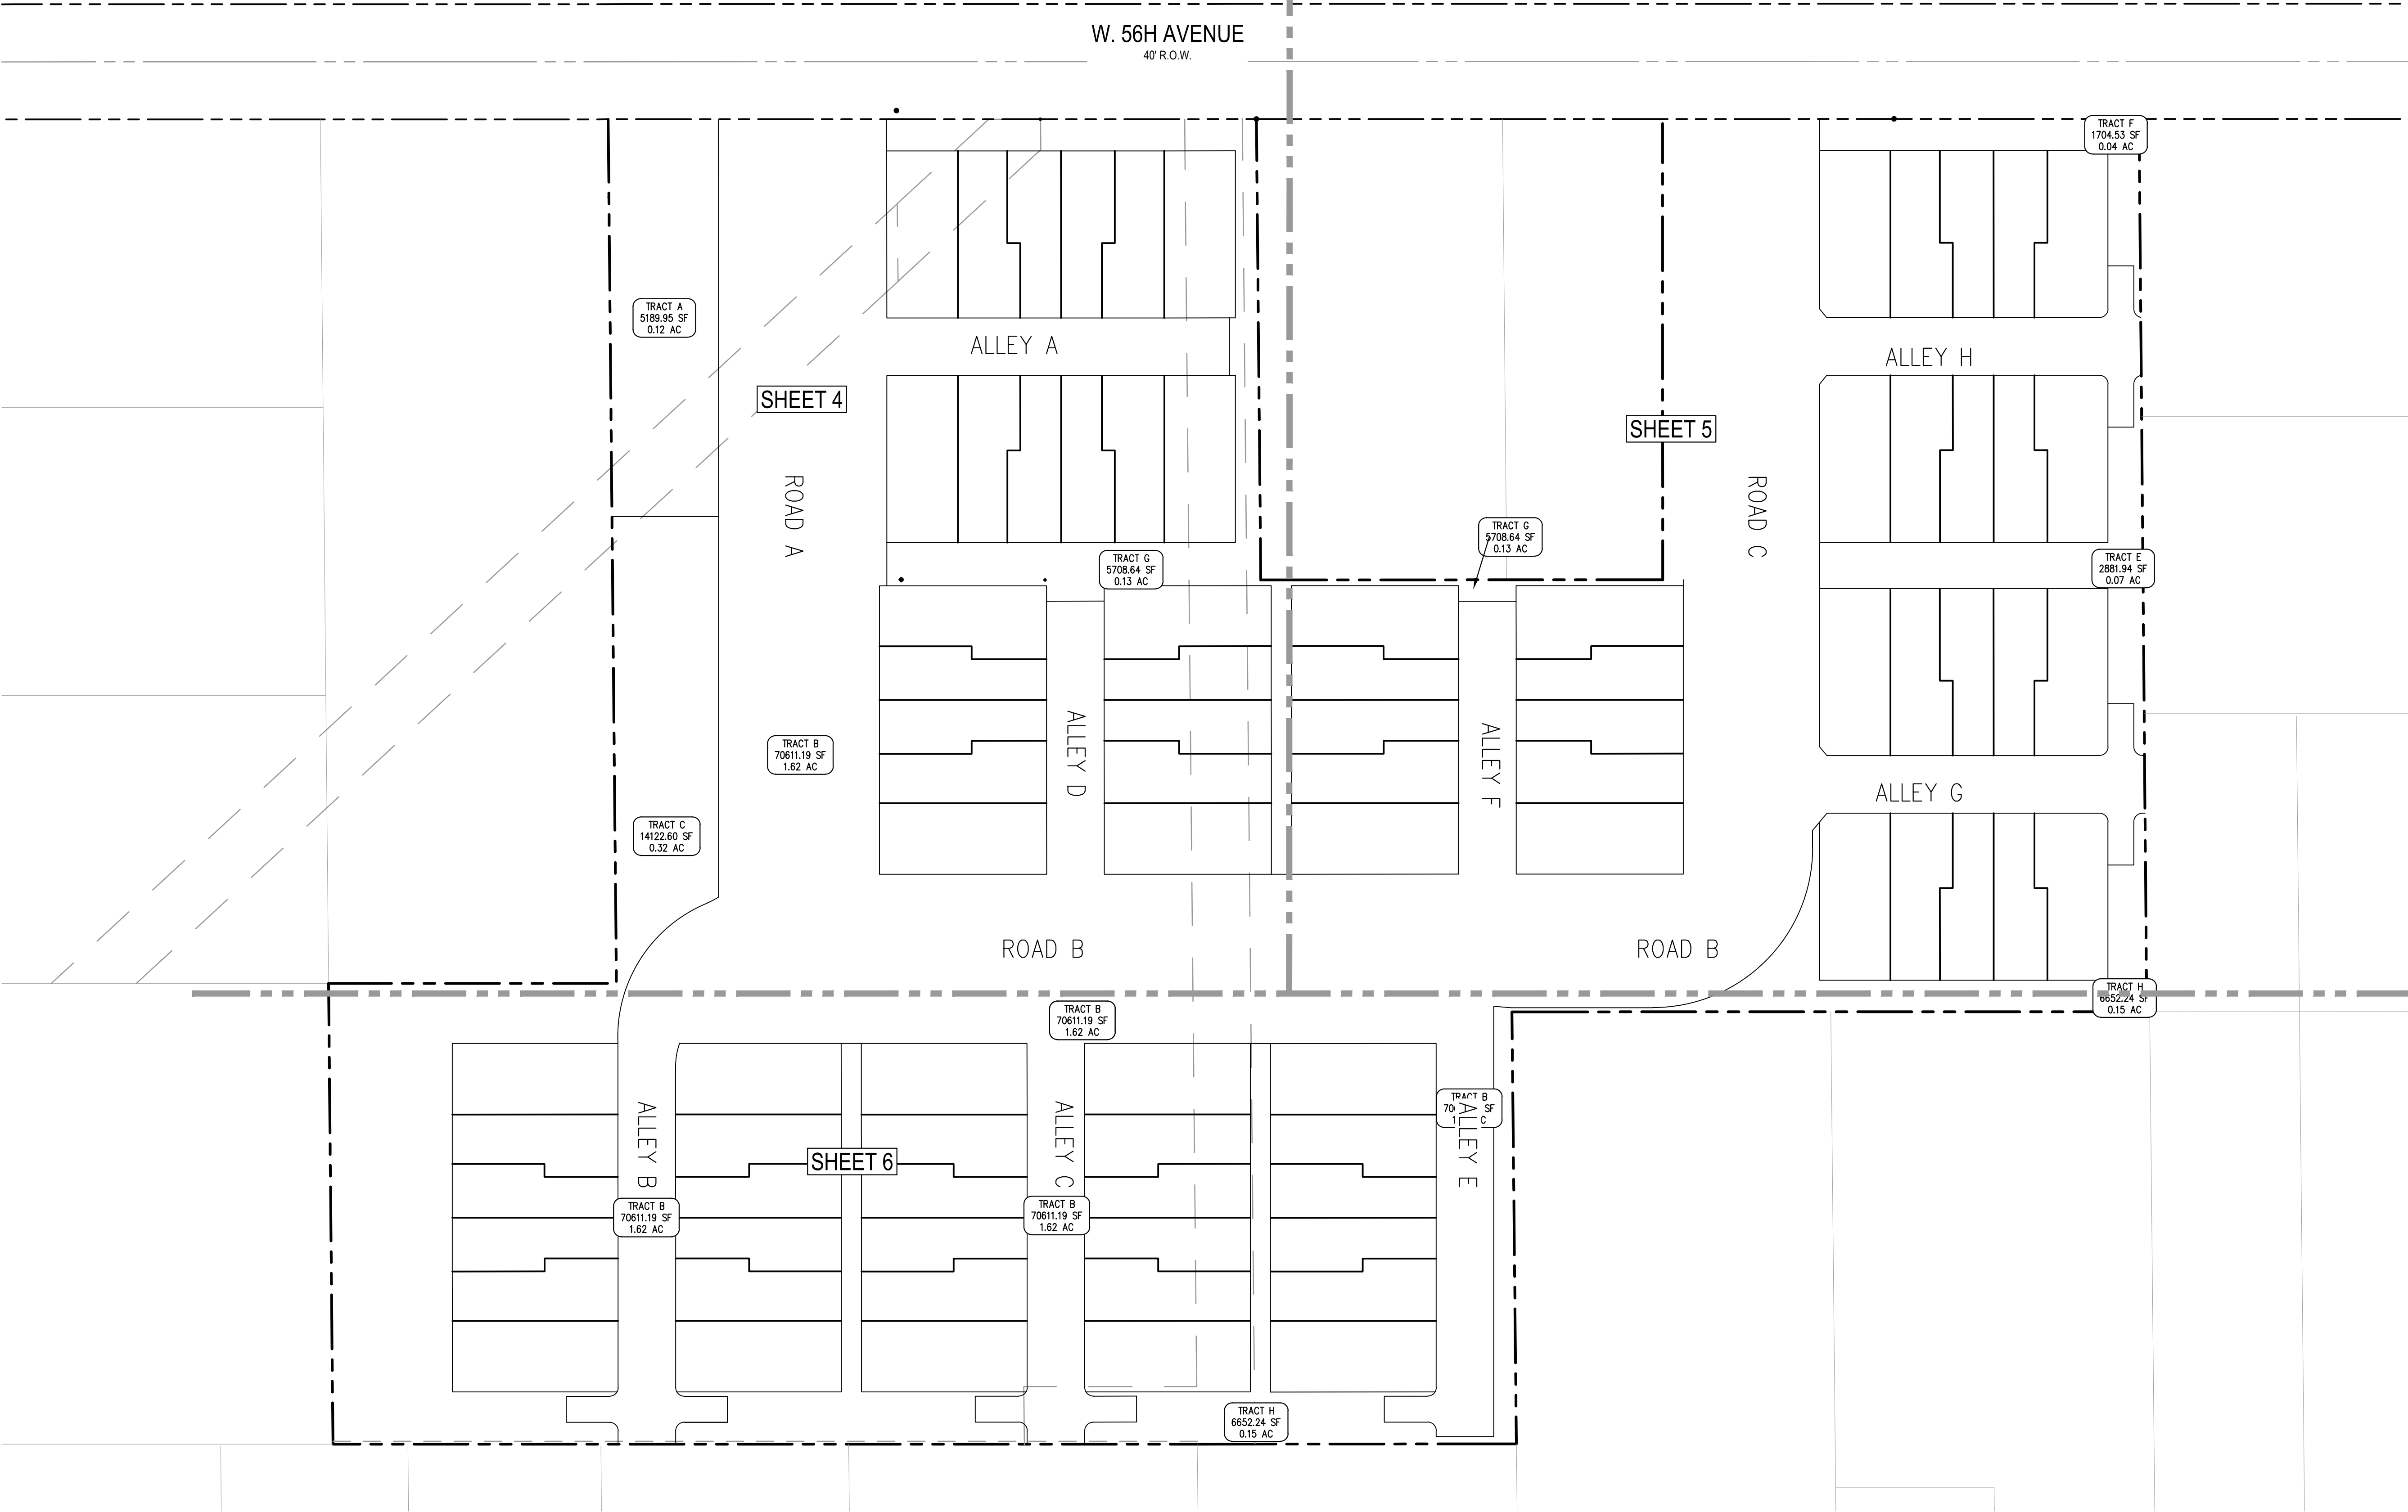 W. 56H AVENUE
40' R.O.W.
TRACT F
1704.53 SF
0.04 AC
TRACT A
5189.95 SF
0.12 AC
ALLEY A
ALLEY H
SHEET 4
SHEET 5
ROAD A
ROAD C
TRACT G
5708.64 SF
0.13 AC
TRACT G
5708.64 SF
0.13 AC
TRACT E
2881.94 SF
0.07 AC
TRACT B
70611.19 SF
1.62 AC
ALLEY D
ALLEY F
ALLEY G
TRACT C
14122.60 SF
0.32 AC
ROAD B
ROAD B
TRACT H
6652.24 SF
0.15 AC
TRACT B
70611.19 SF
1.62 AC
TRACT B
SF
ALLEY B
ALLEY C
ALLEY E
SHEET 6
TRACT B
70611.19 SF
1.62 AC
TRACT B
70611.19 SF
1.62 AC
TRACT H
6652.24 SF
0.15 AC